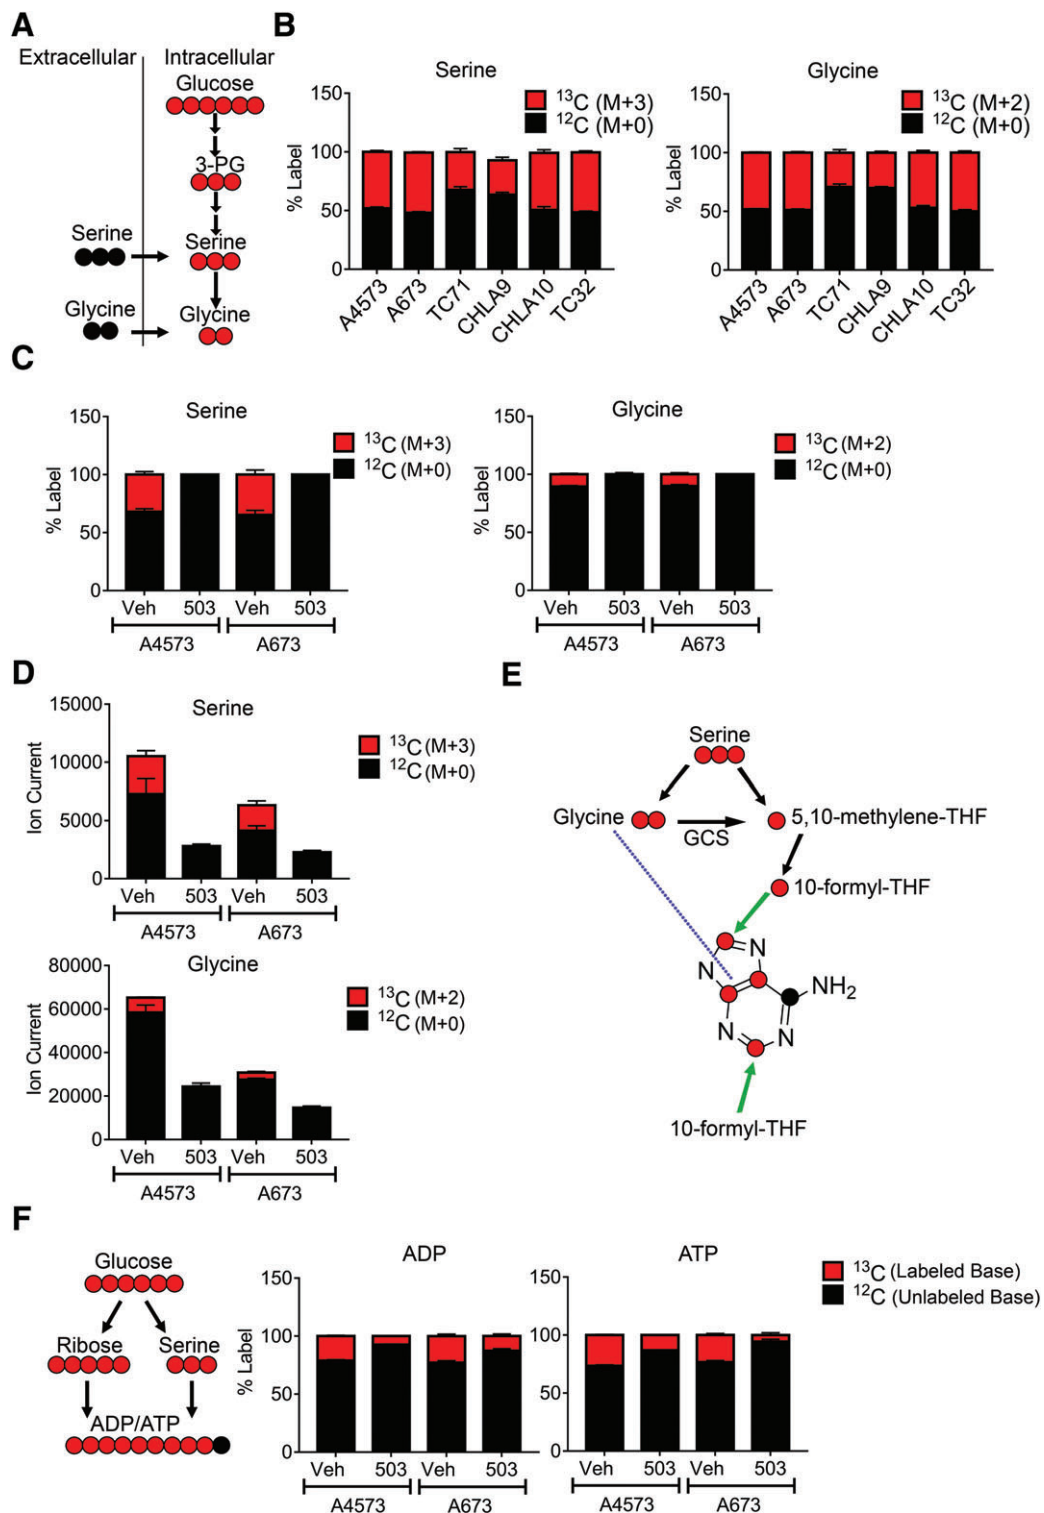 A
Extracellular
Intracellular
Glucose
3-PG
Serine
Serine
Glycine
Glycine
B
Serine
13C (M+3)
12C (M+0)
% Label
150
100
50
0
A4573
A673
TC71
CHLA9
CHLA10
TC32
Glycine
13C (M+2)
12C (M+0)
% Label
150
100
50
0
A4573
A673
TC71
CHLA9
CHLA10
TC32
C
Serine
13C (M+3)
12C (M+0)
% Label
150
100
50
0
Veh 503 Veh 503
A4573 A673
Glycine
13C (M+2)
12C (M+0)
150
100
50
0
Veh 503 Veh 503
A4573 A673
D
Serine
13C (M+3)
12C (M+0)
Ion Current
15000
10000
5000
0
Veh 503 Veh 503
A4573 A673
Glycine
13C (M+2)
12C (M+0)
Ion Current
80000
60000
40000
20000
0
Veh 503 Veh 503
A4573 A673
E
Serine
Glycine
GCS
5,10-methylene-THF
10-formyl-THF
N
N
NH2
N
N
10-formyl-THF
F
Glucose
Ribose
Serine
ADP/ATP
ADP
% Label
150
100
50
0
Veh 503 Veh 503
A4573 A673
ATP
13C (Labeled Base)
12C (Unlabeled Base)
150
100
50
0
Veh 503 Veh 503
A4573 A673